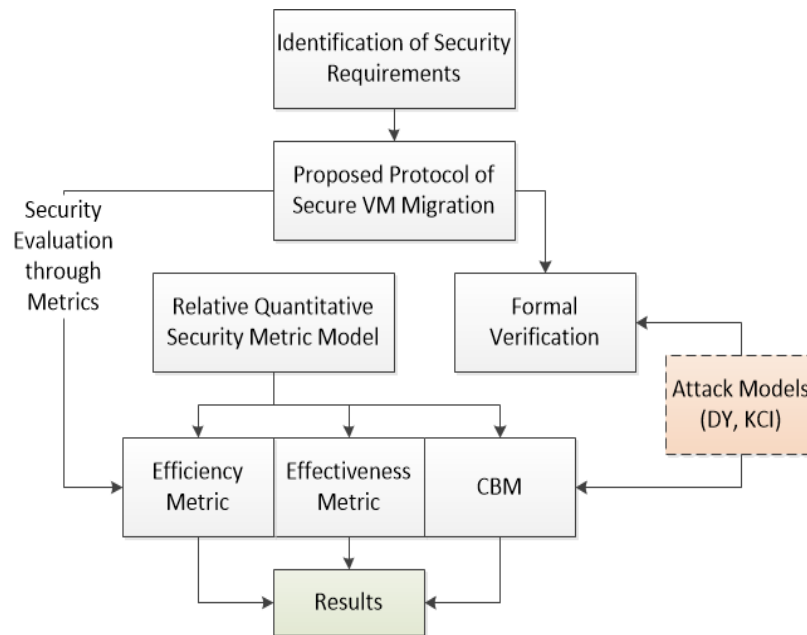 Identification of Security
Requirements
Proposed Protocol of
Secure VM Migration
Security
Evaluation
through
Metrics
Relative Quantitative
Security Metric Model
Formal
Verification
Attack Models
(DY, KCI)
Efficiency
Metric
Effectiveness
Metric
CBM
Results